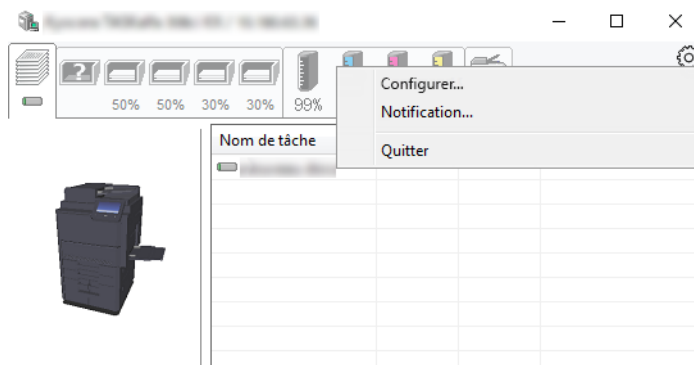 50% 50% 30% 30% 99%
Configurer...
Notification...
Quitter
Nom de tâche